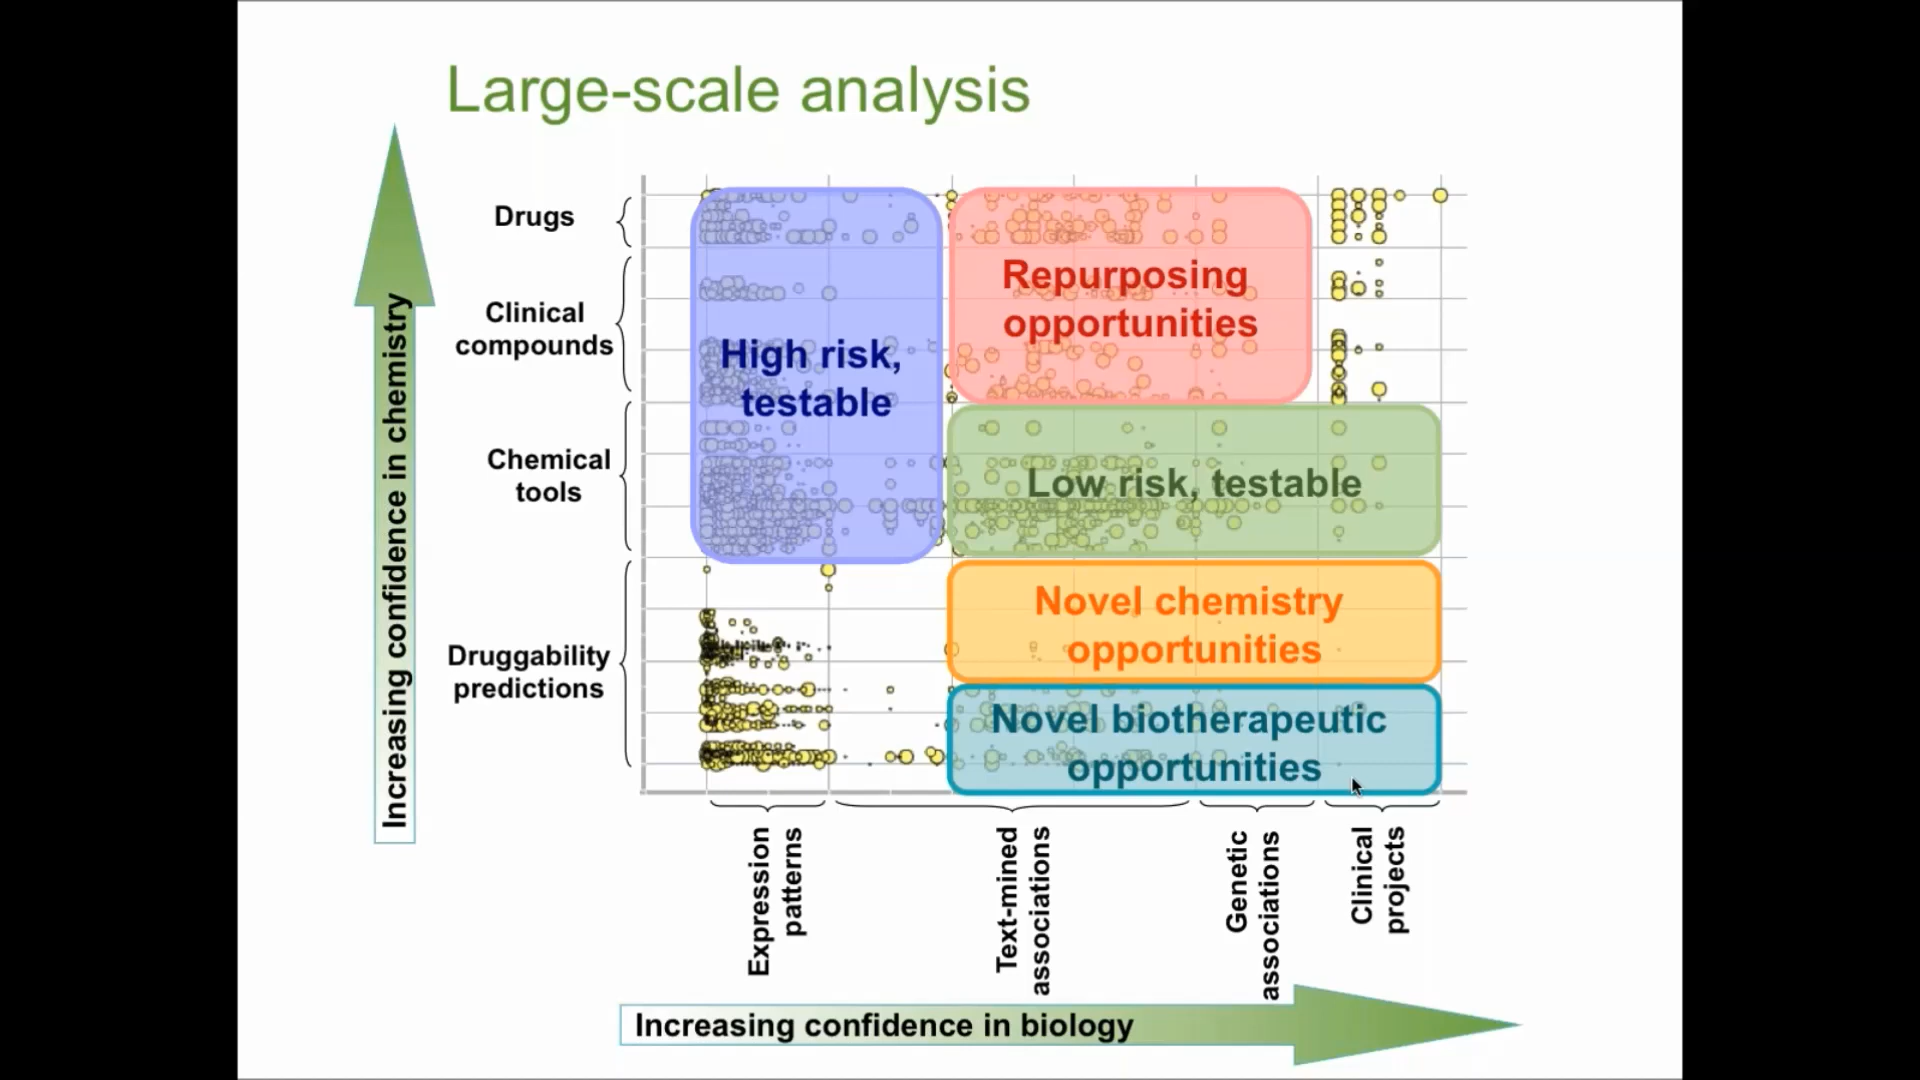 Large-scale analysis
Increasing confidence in chemistry
Drugs
Clinical
compounds
Chemical
tools
Druggability
predictions
High risk,
testable
Repurposing
opportunities
Low risk, testable
Novel chemistry
opportunities
Novel biotherapeutic
opportunities
Expression
patterns
Text-mined
associations
Genetic
associations
Clinical
projects
Increasing confidence in biology